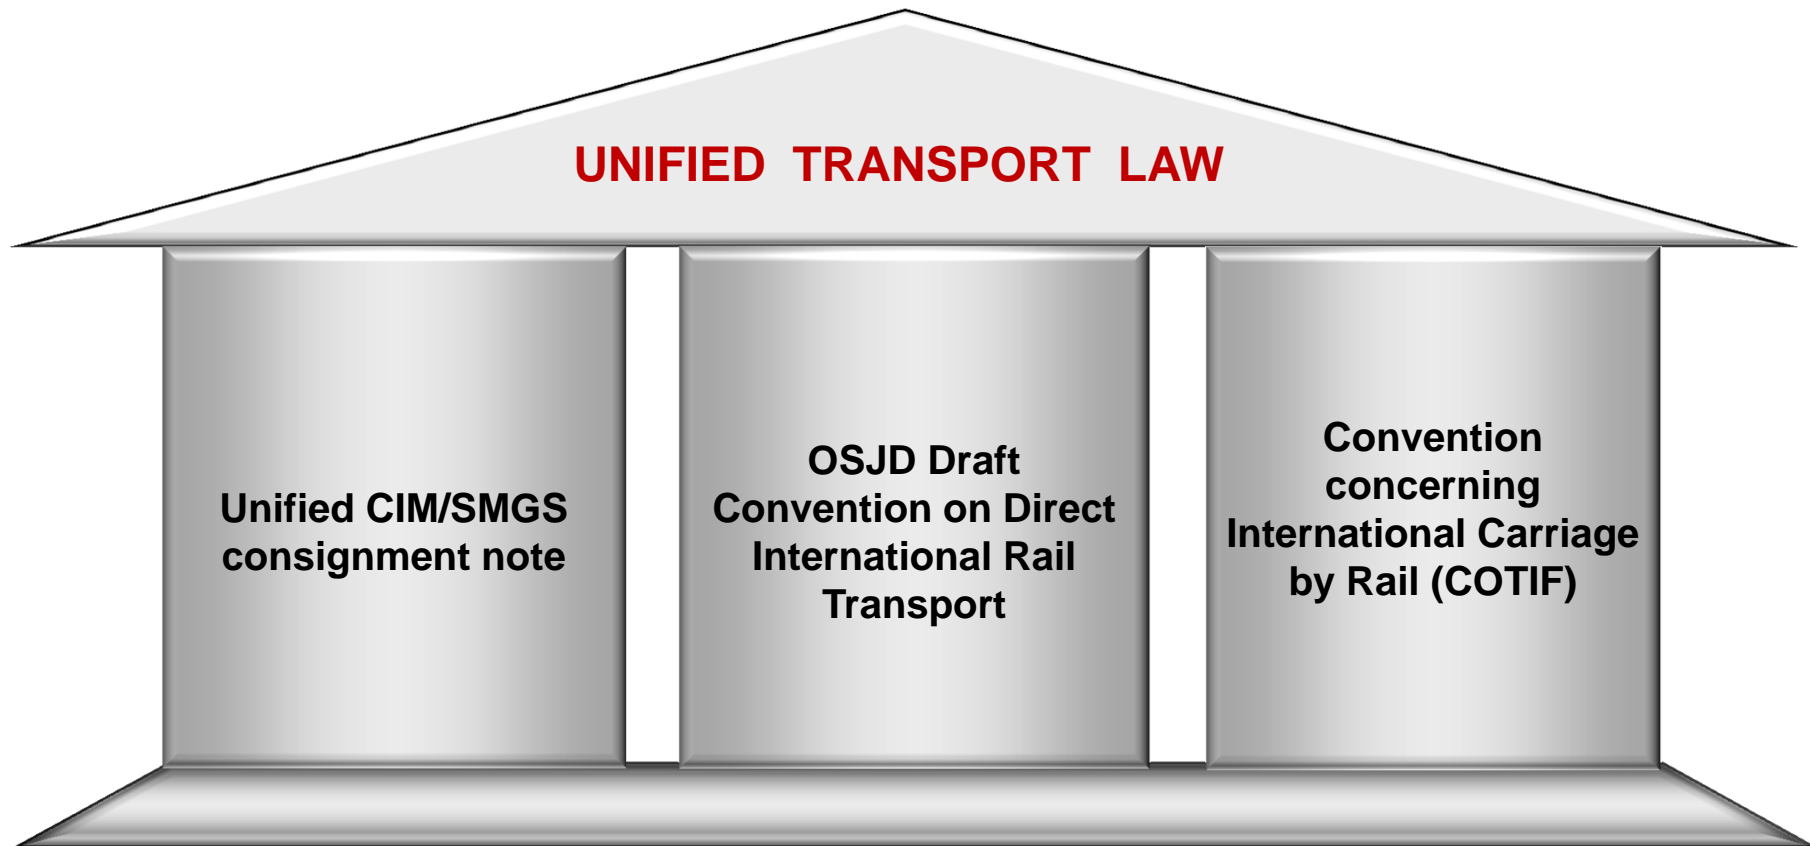 UNIFIED TRANSPORT LAW
Unified CIM/SMGS
consignment note
OSJD Draft
Convention on Direct
International Rail
Transport
Convention
concerning
International Carriage
by Rail (COTIF)